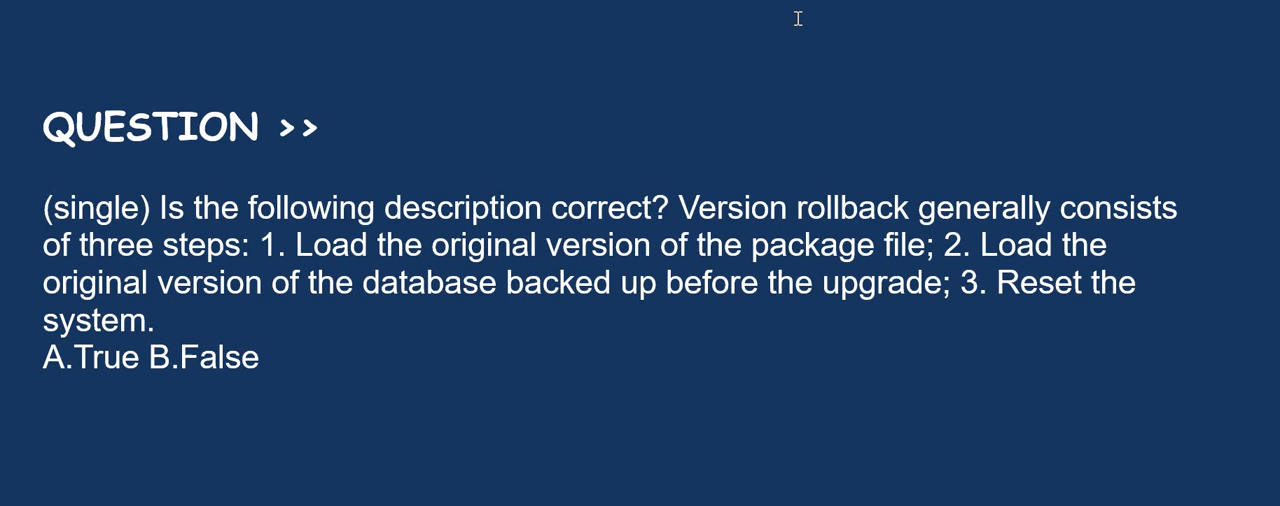 QUESTION >>
(single) Is the following description correct? Version rollback generally consists
of three steps: 1. Load the original version of the package file; 2. Load the
original version of the database backed up before the upgrade; 3. Reset the
system.
A.True B.False